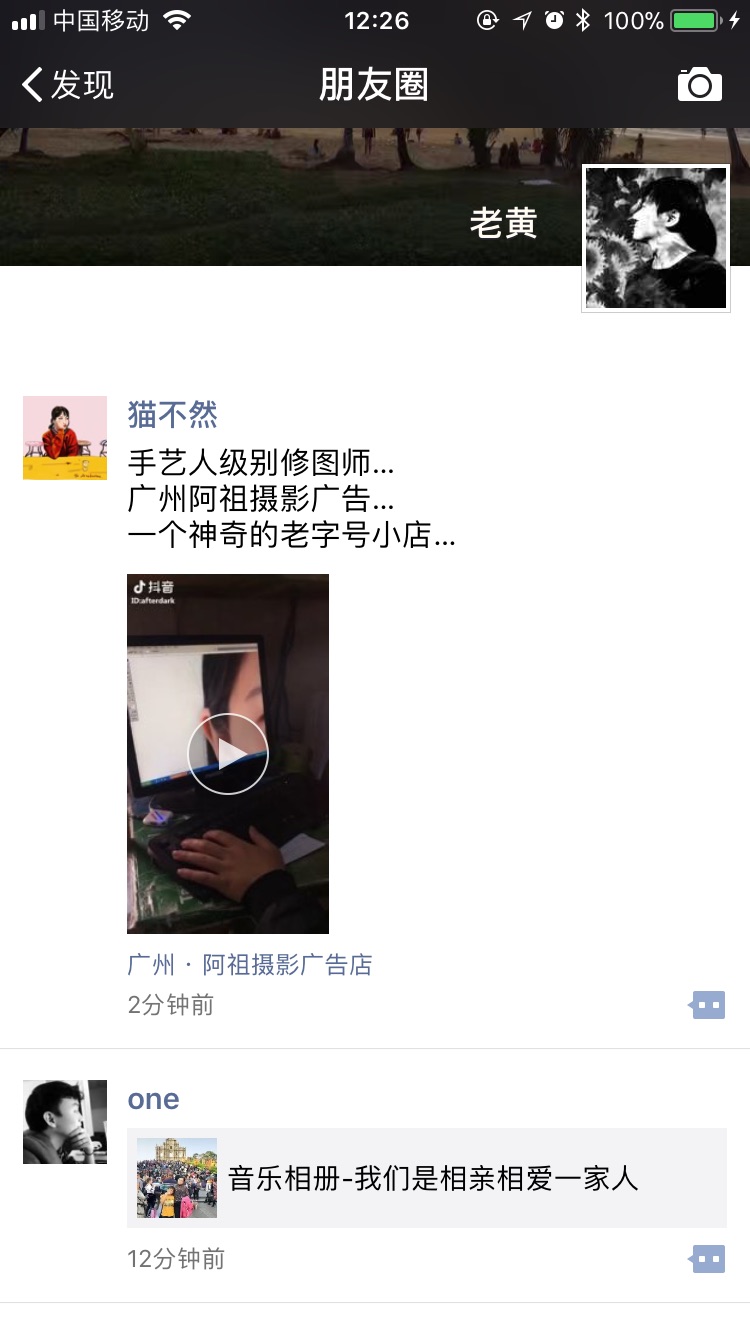 中国移动
12:26
100%
发现
朋友圈
老黄
猫不然
手艺人级别修图师...
广州阿祖摄影广告...
一个神奇的老字号小店...
抖音
ID:afterdark
广州 · 阿祖摄影广告店
2分钟前
one
音乐相册-我们是相亲相爱一家人
12分钟前